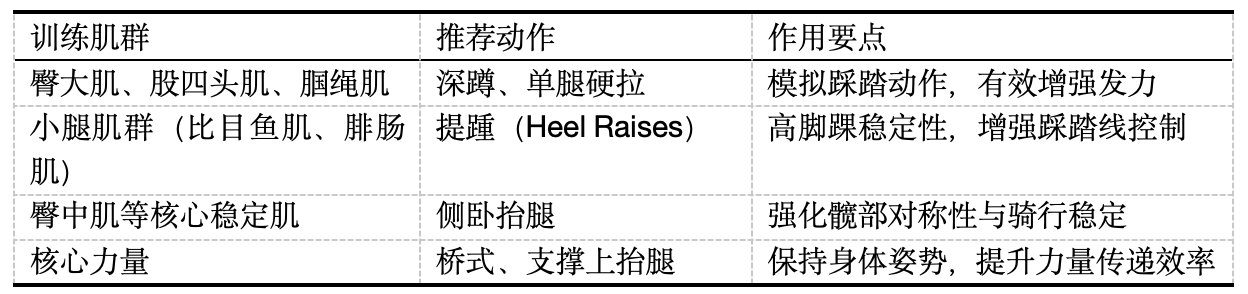 训练肌群 推荐动作 作用要点
臀大肌、股四头肌、腘绳肌 深蹲、单腿硬拉 模拟踩踏动作，有效增强发力
小腿肌群（比目鱼肌、腓肠 提踵（Heel Raises） 高脚踝稳定性，增强踩踏线控制
肌）
臀中肌等核心稳定肌 侧卧抬腿 强化髋部对称性与骑行稳定
核心力量 桥式、支撑上抬腿 保持身体姿势，提升力量传递效率